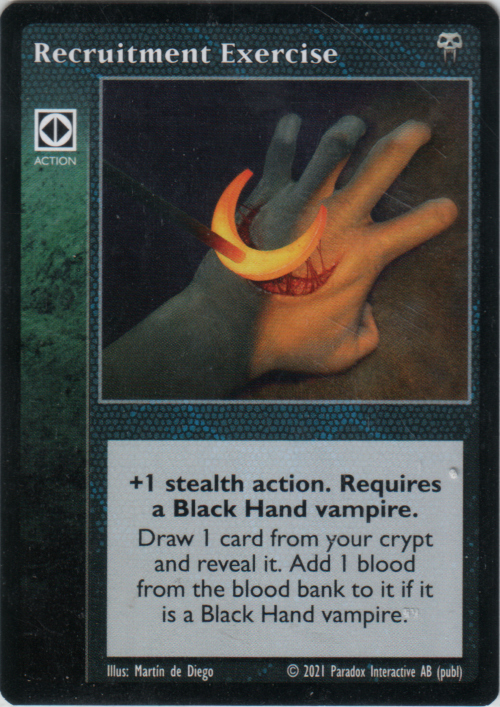 Recruitment Exercise
ACTION
+1 stealth action. Requires
a Black Hand vampire.
Draw 1 card from your crypt
and reveal it. Add 1 blood
from the blood bank to it if it
is a Black Hand vampire.
Illus: Martín de Diego © 2021 Paradox Interactive AB (publ)